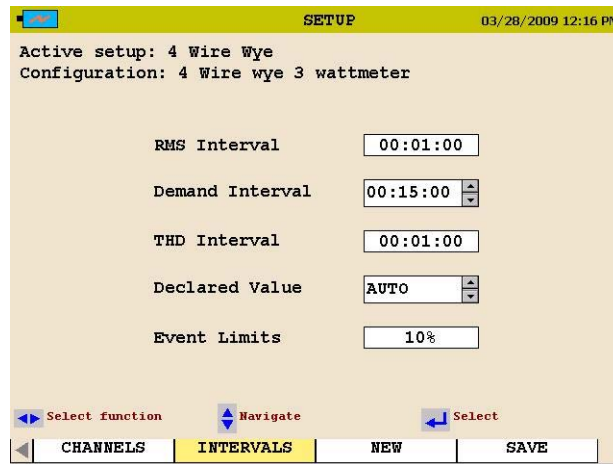 SETUP 03/28/2009 12:16 PM
Active setup: 4 Wire Wye
Configuration: 4 Wire wye 3 wattmeter
RMS Interval 00:01:00
Demand Interval 00:15:00
THD Interval 00:01:00
Declared Value AUTO
Event Limits 10%
Select function Navigate Select
CHANNELS INTERVALS NEW SAVE